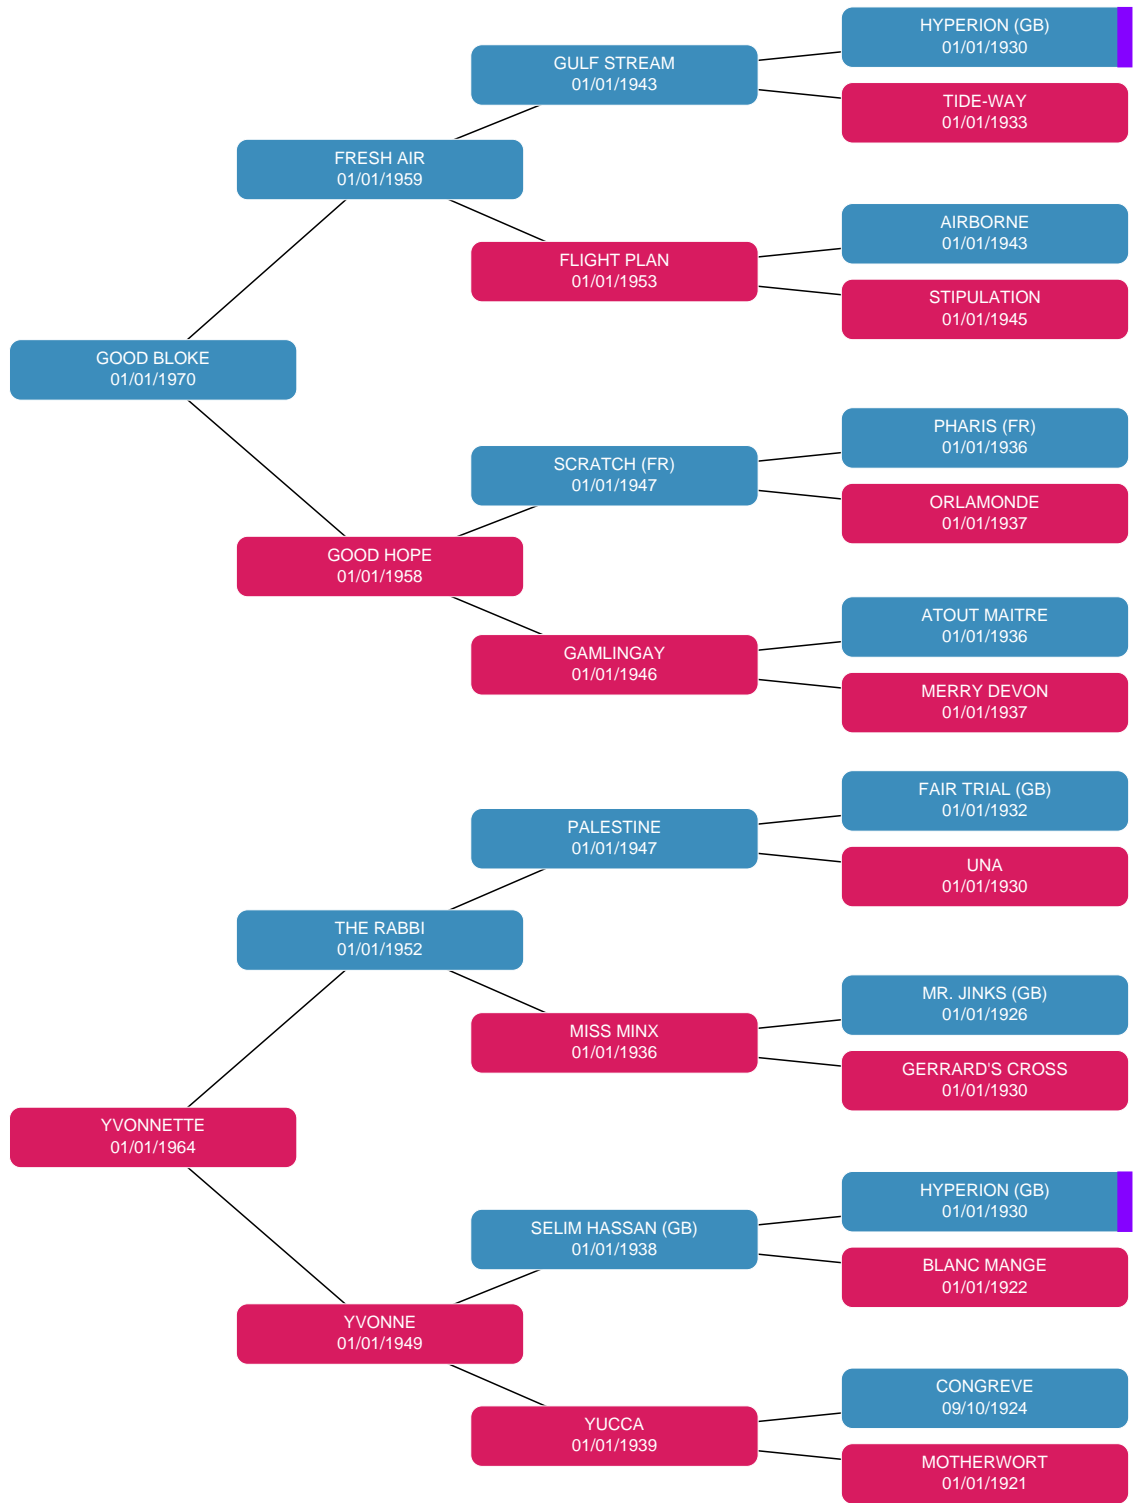 HYPERION (GB)
01/01/1930
GULF STREAM
01/01/1943
TIDE-WAY
01/01/1933
FRESH AIR
01/01/1959
AIRBORNE
01/01/1943
FLIGHT PLAN
01/01/1953
STIPULATION
01/01/1945
GOOD BLOKE
01/01/1970
PHARIS (FR)
01/01/1936
SCRATCH (FR)
01/01/1947
ORLAMONDE
01/01/1937
GOOD HOPE
01/01/1958
ATOUT MAITRE
01/01/1936
GAMLINGAY
01/01/1946
MERRY DEVON
01/01/1937
FAIR TRIAL (GB)
01/01/1932
PALESTINE
01/01/1947
UNA
01/01/1930
THE RABBI
01/01/1952
MR. JINKS (GB)
01/01/1926
MISS MINX
01/01/1936
GERRARD'S CROSS
01/01/1930
YVONNETTE
01/01/1964
HYPERION (GB)
01/01/1930
SELIM HASSAN (GB)
01/01/1938
BLANC MANGE
01/01/1922
YVONNE
01/01/1949
CONGREVE
09/10/1924
YUCCA
01/01/1939
MOTHERWORT
01/01/1921